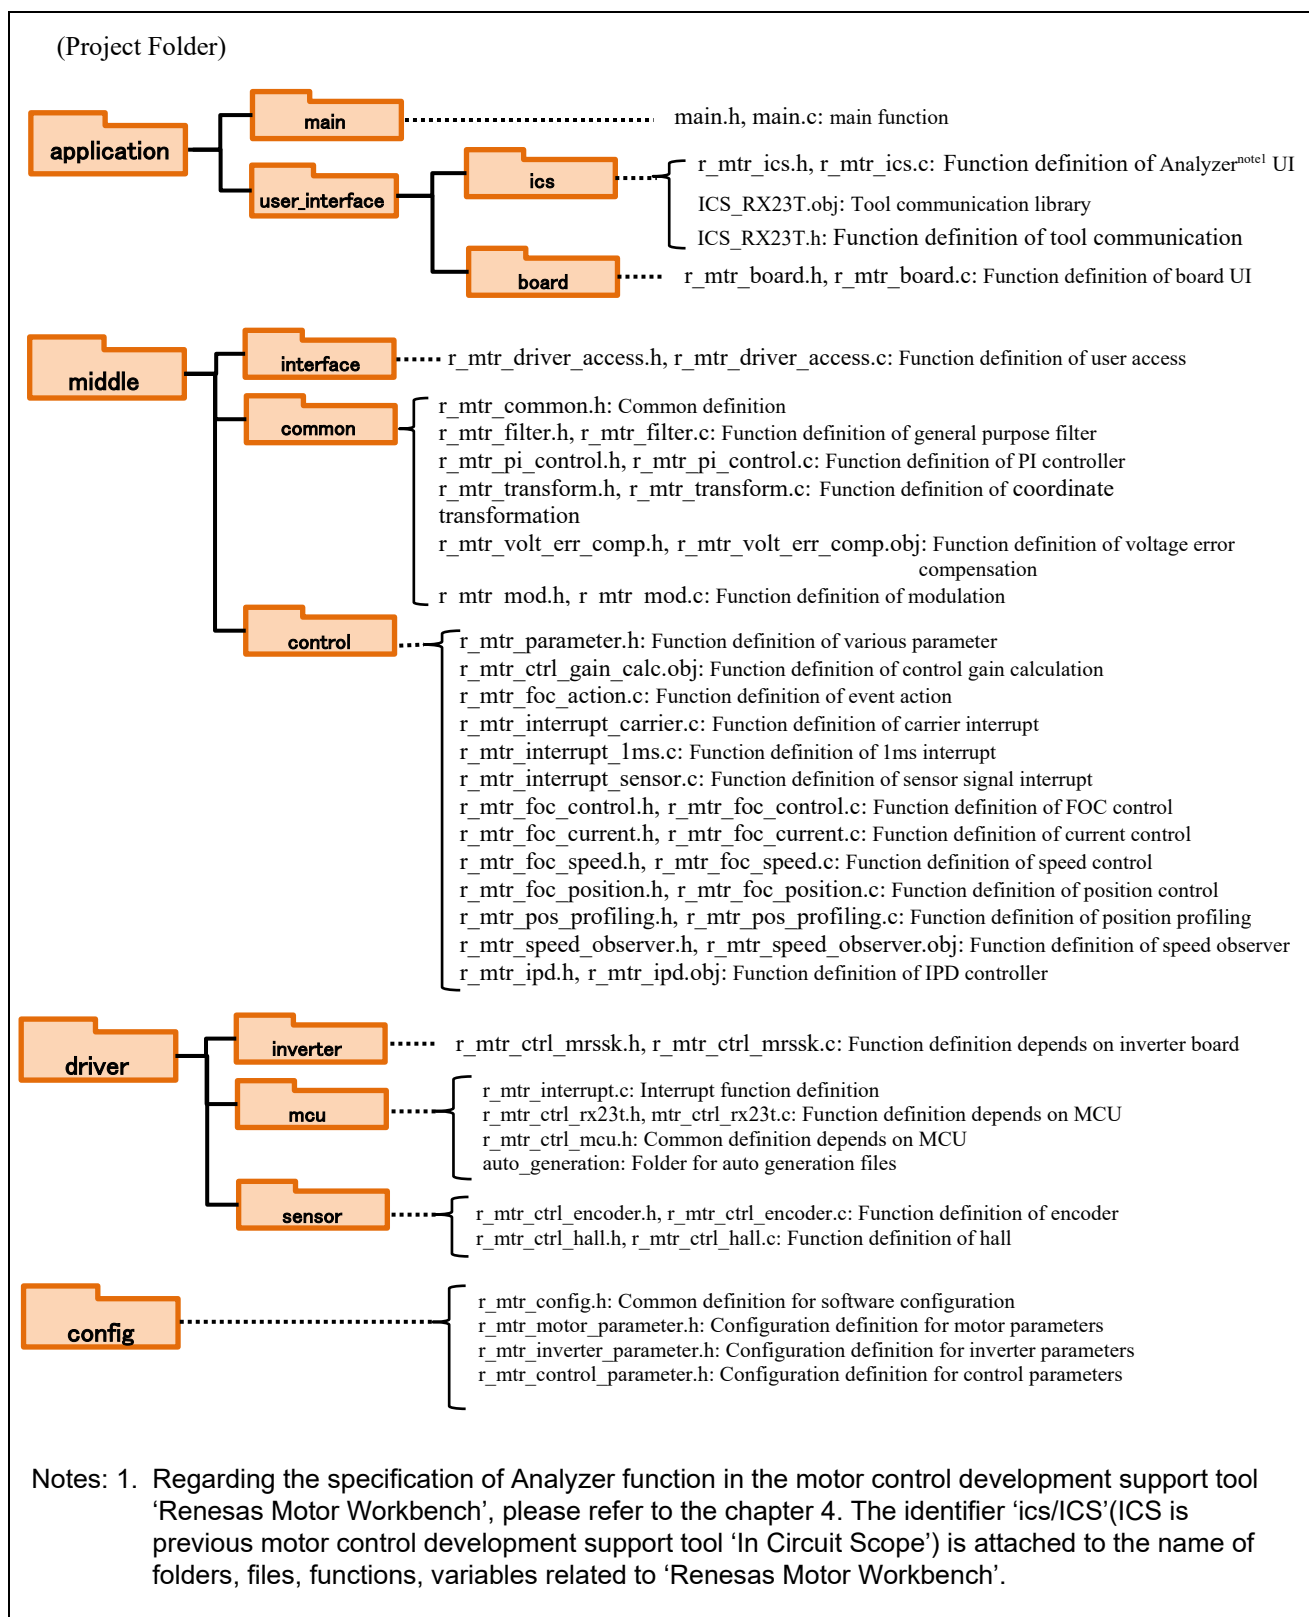 (Project Folder)
main
main.h, main.c: main function
application
user_interface
ics
r_mtr_ics.h, r_mtr_ics.c: Function definition of Analyzer note1 UI
ICS_RX23T.obj: Tool communication library
ICS_RX23T.h: Function definition of tool communication
board
r_mtr_board.h, r_mtr_board.c: Function definition of board UI
middle
interface
r_mtr_driver_access.h, r_mtr_driver_access.c: Function definition of user access
common
r_mtr_common.h: Common definition
r_mtr_filter.h, r_mtr_filter.c: Function definition of general purpose filter
r_mtr_pi_control.h, r_mtr_pi_control.c: Function definition of PI controller
r_mtr_transform.h, r_mtr_transform.c: Function definition of coordinate
transformation
r_mtr_volt_err_comp.h, r_mtr_volt_err_comp.obj: Function definition of voltage error
compensation
r_mtr_mod.h, r_mtr_mod.c: Function definition of modulation
control
r_mtr_parameter.h: Function definition of various parameter
r_mtr_ctrl_gain_calc.obj: Function definition of control gain calculation
r_mtr_foc_action.c: Function definition of event action
r_mtr_interrupt_carrier.c: Function definition of carrier interrupt
r_mtr_interrupt_1ms.c: Function definition of 1ms interrupt
r_mtr_interrupt_sensor.c: Function definition of sensor signal interrupt
r_mtr_foc_control.h, r_mtr_foc_control.c: Function definition of FOC control
r_mtr_foc_current.h, r_mtr_foc_current.c: Function definition of current control
r_mtr_foc_speed.h, r_mtr_foc_speed.c: Function definition of speed control
r_mtr_foc_position.h, r_mtr_foc_position.c: Function definition of position control
r_mtr_pos_profiling.h, r_mtr_pos_profiling.c: Function definition of position profiling
r_mtr_speed_observer.h, r_mtr_speed_observer.obj: Function definition of speed observer
r_mtr_ipd.h, r_mtr_ipd.obj: Function definition of IPD controller
driver
inverter
r_mtr_ctrl_mrssk.h, r_mtr_ctrl_mrssk.c: Function definition depends on inverter board
mcu
r_mtr_interrupt.c: Interrupt function definition
r_mtr_ctrl_rx23t.h, mtr_ctrl_rx23t.c: Function definition depends on MCU
r_mtr_ctrl_mcu.h: Common definition depends on MCU
auto_generation: Folder for auto generation files
sensor
r_mtr_ctrl_encoder.h, r_mtr_ctrl_encoder.c: Function definition of encoder
r_mtr_ctrl_hall.h, r_mtr_ctrl_hall.c: Function definition of hall
config
r_mtr_config.h: Common definition for software configuration
r_mtr_motor_parameter.h: Configuration definition for motor parameters
r_mtr_inverter_parameter.h: Configuration definition for inverter parameters
r_mtr_control_parameter.h: Configuration definition for control parameters
Notes: 1. Regarding the specification of Analyzer function in the motor control development support tool
‘Renesas Motor Workbench’, please refer to the chapter 4. The identifier ‘ics/ICS’(ICS is
previous motor control development support tool ‘In Circuit Scope’) is attached to the name of
folders, files, functions, variables related to ‘Renesas Motor Workbench’.